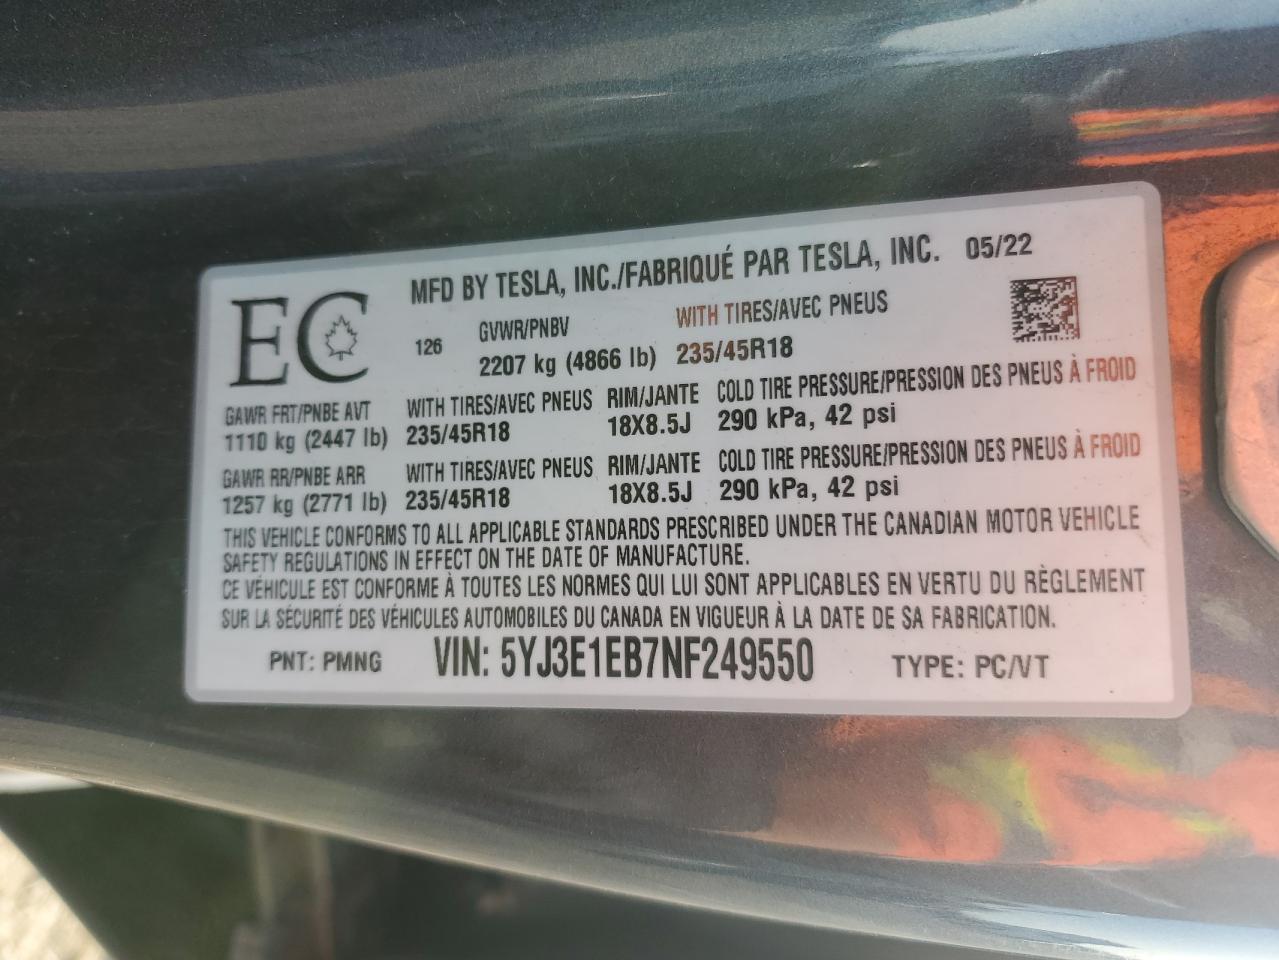 MFD BY TESLA, INC./FABRIQUÉ PAR TESLA, INC. 05/22
EC
126 GVWR/PNBV WITH TIRES/AVEC PNEUS
2207 kg (4866 lb) 235/45R18
GAWR FRT/PNBE AVT WITH TIRES/AVEC PNEUS RIM/JANTE COLD TIRE PRESSURE/PRESSION DES PNEUS À FROID
1110 kg (2447 lb) 235/45R18 18X8.5J 290 kPa, 42 psi
GAWR RR/PNBE ARR WITH TIRES/AVEC PNEUS RIM/JANTE COLD TIRE PRESSURE/PRESSION DES PNEUS À FROID
1257 kg (2771 lb) 235/45R18 18X8.5J 290 kPa, 42 psi
THIS VEHICLE CONFORMS TO ALL APPLICABLE STANDARDS PRESCRIBED UNDER THE CANADIAN MOTOR VEHICLE
SAFETY REGULATIONS IN EFFECT ON THE DATE OF MANUFACTURE.
CE VÉHICULE EST CONFORME À TOUTES LES NORMES QUI LUI SONT APPLICABLES EN VERTU DU RÈGLEMENT
SUR LA SÉCURITÉ DES VÉHICULES AUTOMOBILES DU CANADA EN VIGUEUR À LA DATE DE SA FABRICATION.
PNT: PMNG VIN: 5YJ3E1EB7NF249550 TYPE: PC/VT